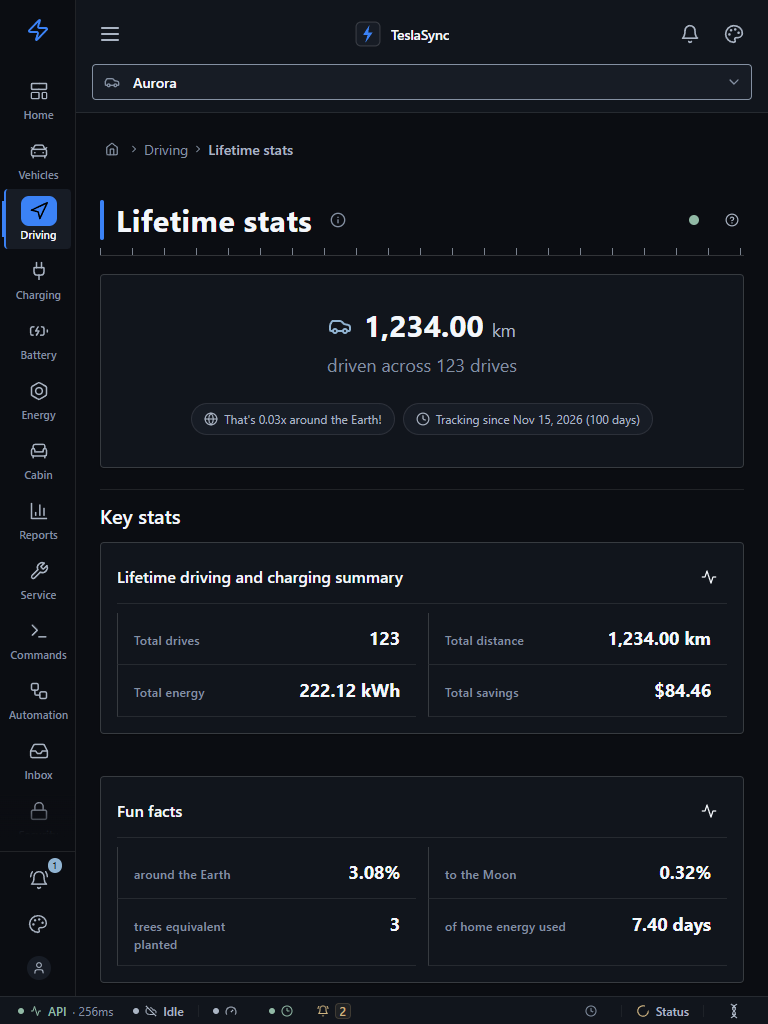 TeslaSync
Aurora
Home
Vehicles
Driving
Charging
Battery
Energy
Cabin
Reports
Service
Commands
Automation
Inbox
1
Driving
Lifetime stats
Lifetime stats
1,234.00 km
driven across 123 drives
That's 0.03x around the Earth!
Tracking since Nov 15, 2026 (100 days)
Key stats
Lifetime driving and charging summary
Total drives 123
Total distance 1,234.00 km
Total energy 222.12 kWh
Total savings $84.46
Fun facts
around the Earth 3.08%
to the Moon 0.32%
trees equivalent
planted 3
of home energy used 7.40 days
API · 256ms Idle 2 Status